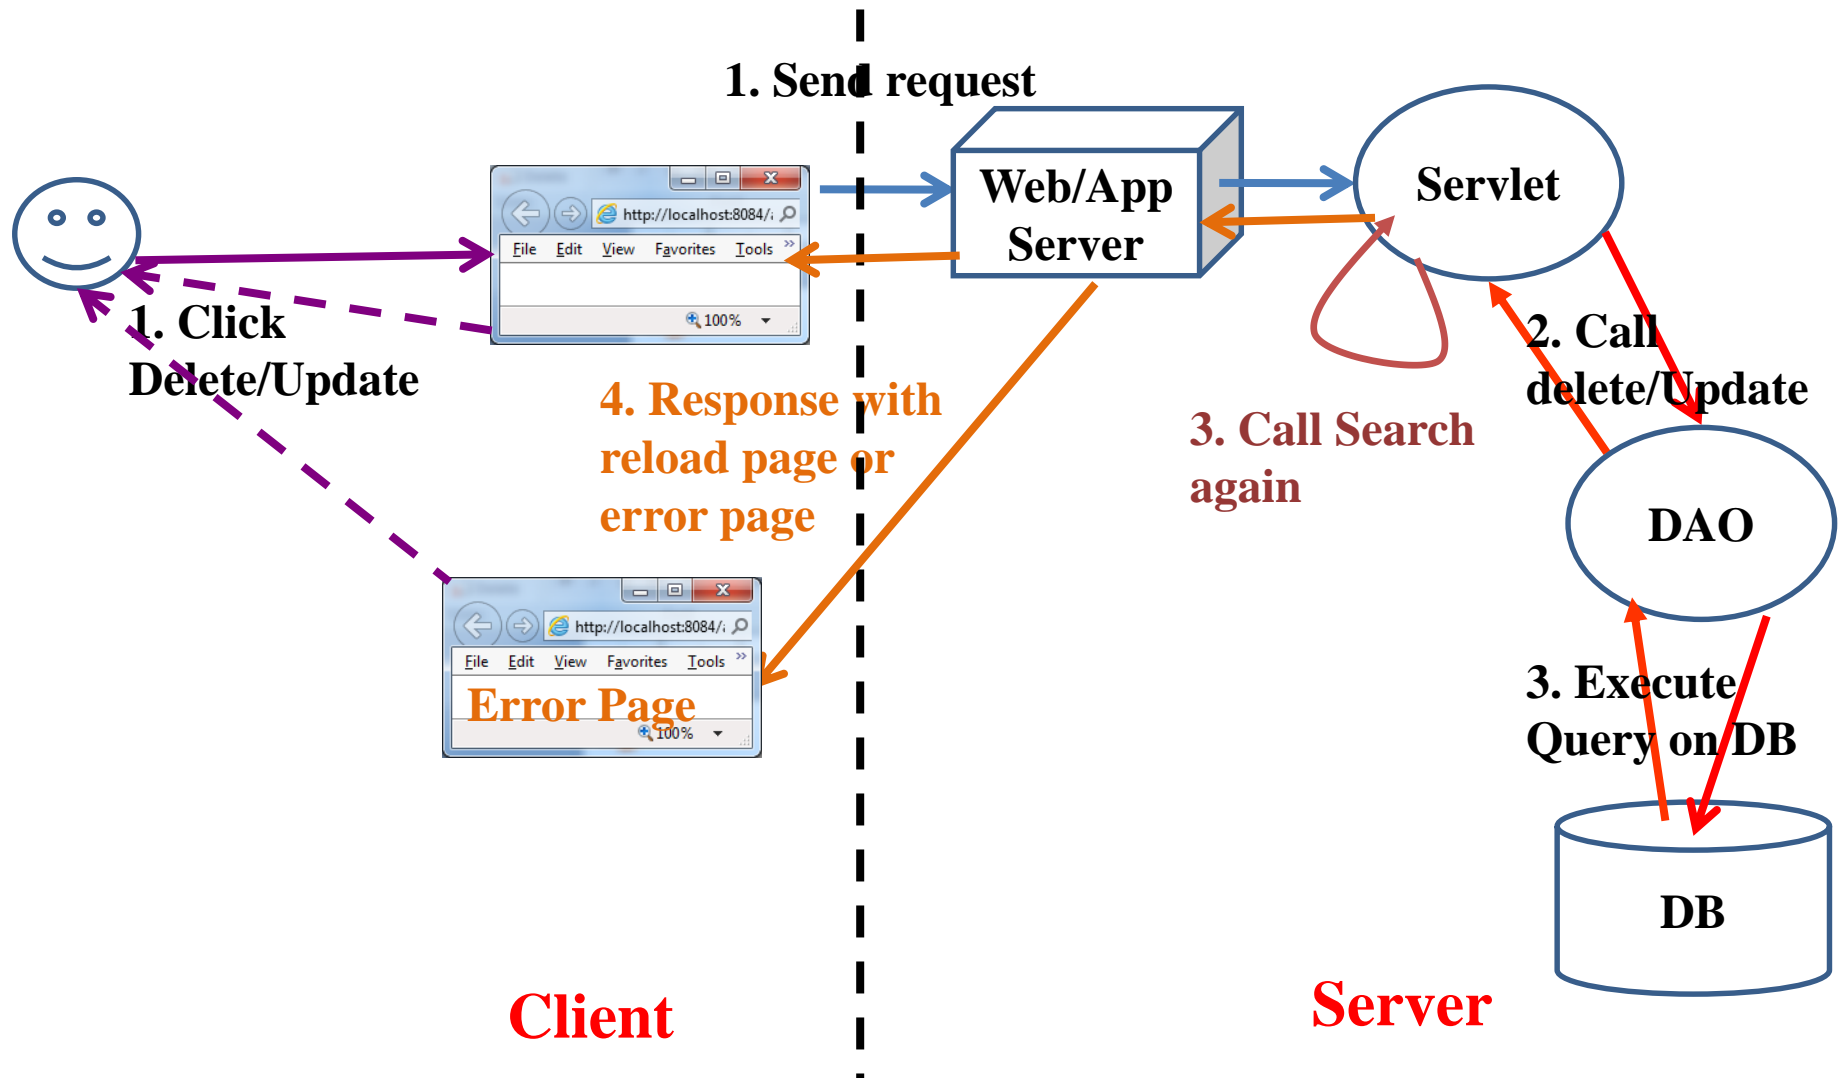 1. Send request
Web/App
Server
Servlet
http://localhost:8084/:
File Edit View Favorites Tools »
100%
1. Click
Delete/Update
2. Call
delete/Update
4. Response with
reload page or
error page
3. Call Search
again
DAO
http://localhost:8084/:
File Edit View Favorites Tools »
Error Page
100%
3. Execute
Query on DB
DB
Client
Server